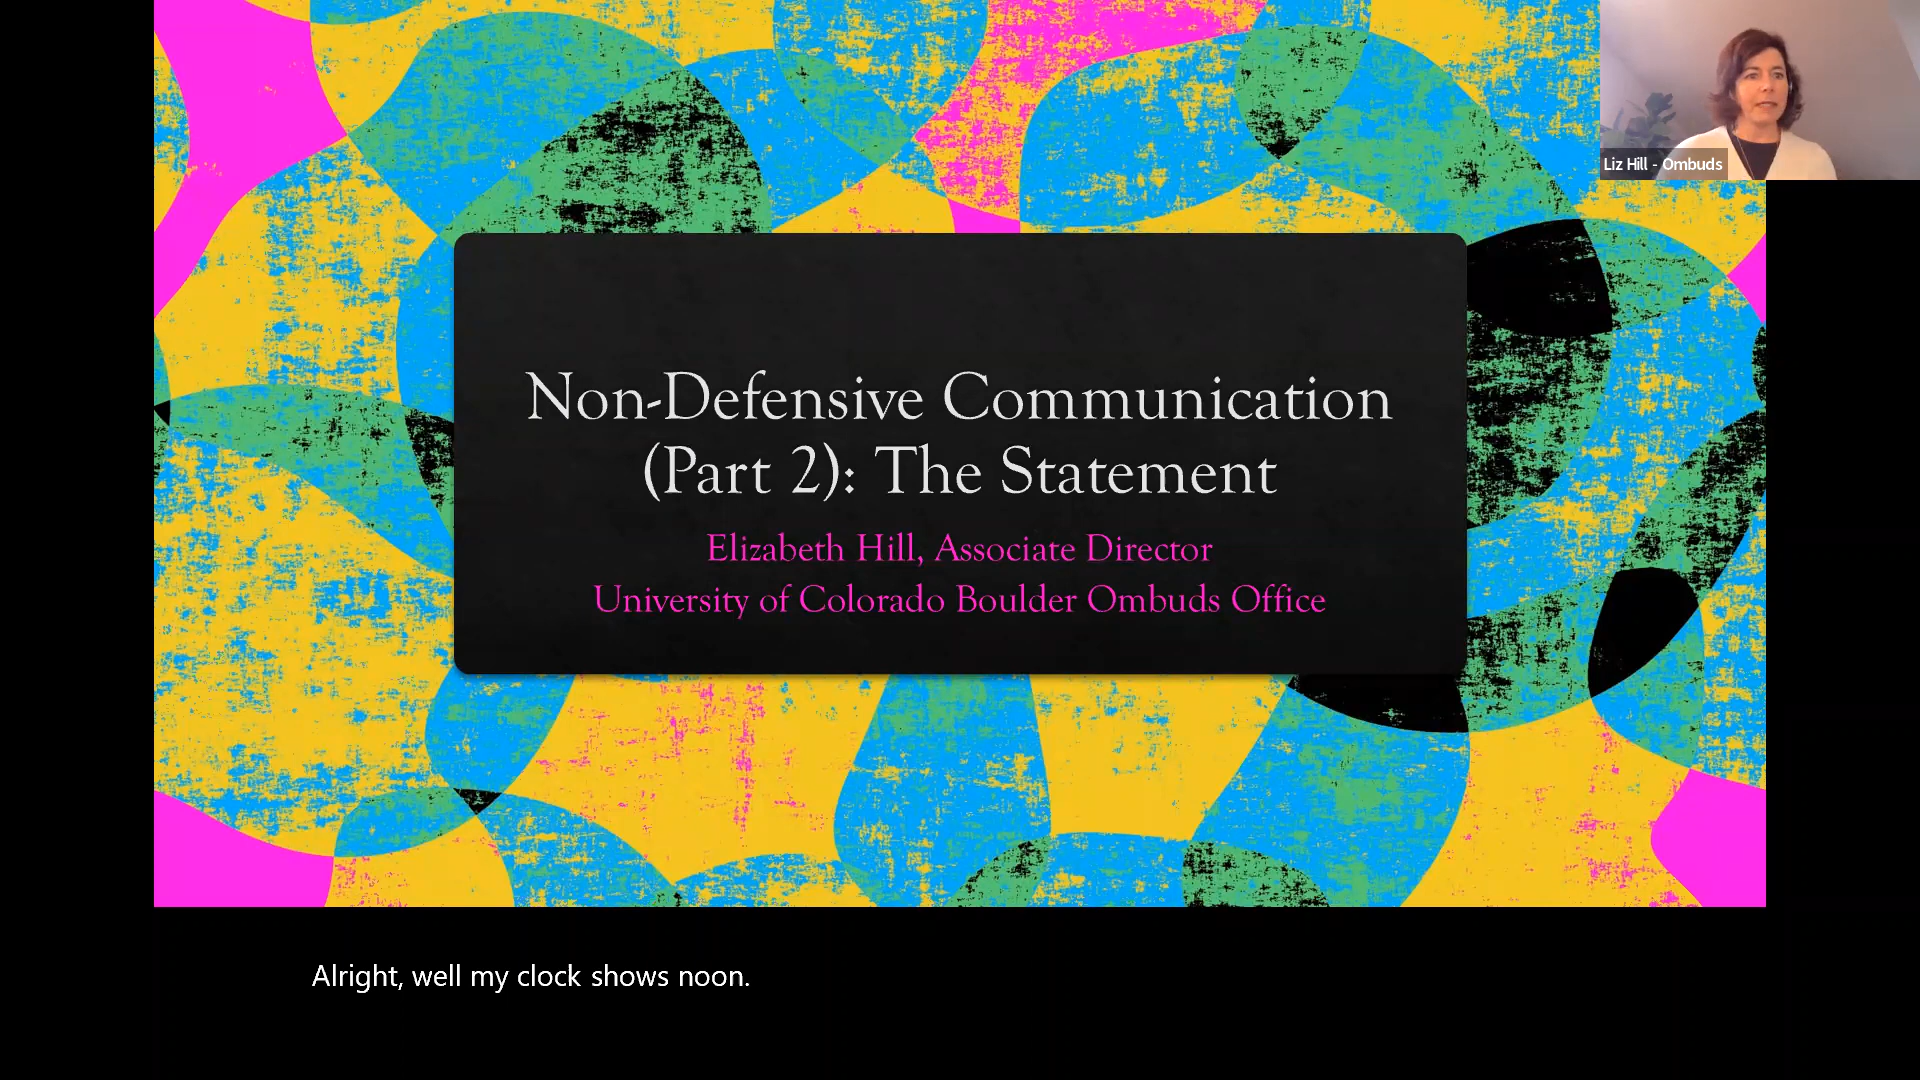 Liz Hill - Ombuds
Non-Defensive Communication
(Part 2): The Statement
Elizabeth Hill, Associate Director
University of Colorado Boulder Ombuds Office
Alright, well my clock shows noon.